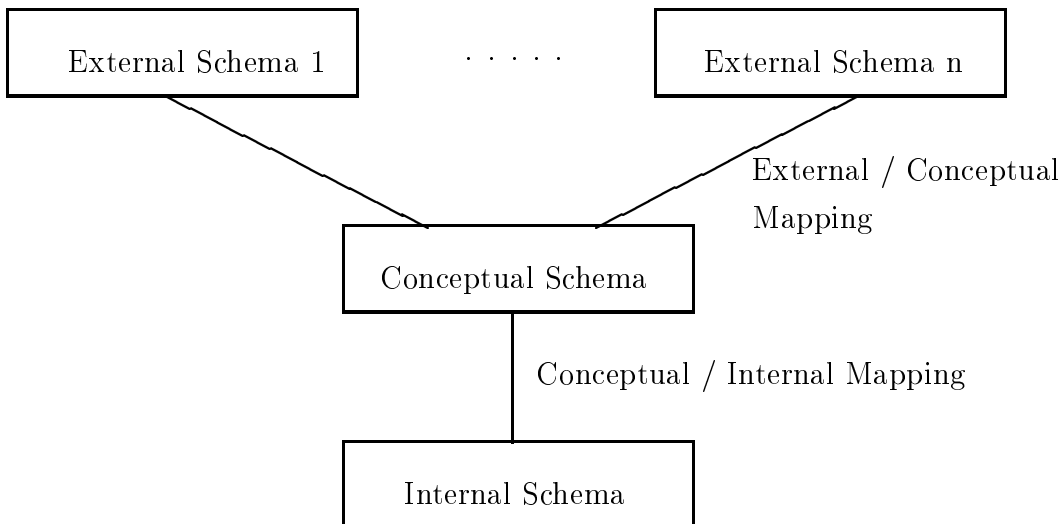 External Schema 1
. . . . .
External Schema n
External / Conceptual
Mapping
Conceptual Schema
Conceptual / Internal Mapping
Internal Schema